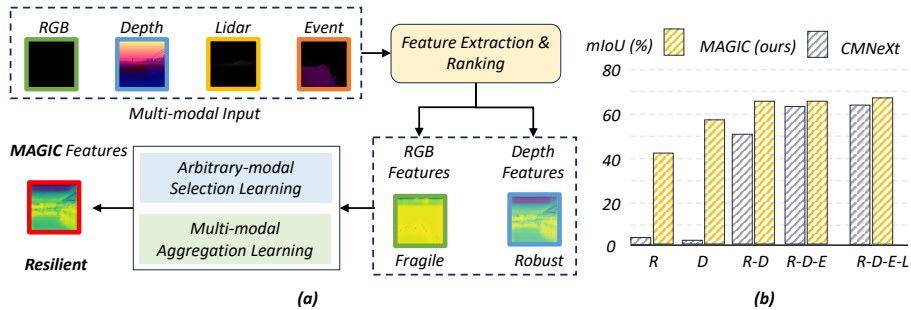 RGB
Depth
Lidar
Event
Multi-modal Input
Feature Extraction &
Ranking
RGB
Features
Fragile
Depth
Features
Robust
Arbitrary-modal
Selection Learning
Multi-modal
Aggregation Learning
MAGIC Features
Resilient
(a)
mIoU (%)
MAGIC (ours)
CMNeXt
80
60
40
20
0
R
D
R-D
R-D-E
R-D-E-L
(b)